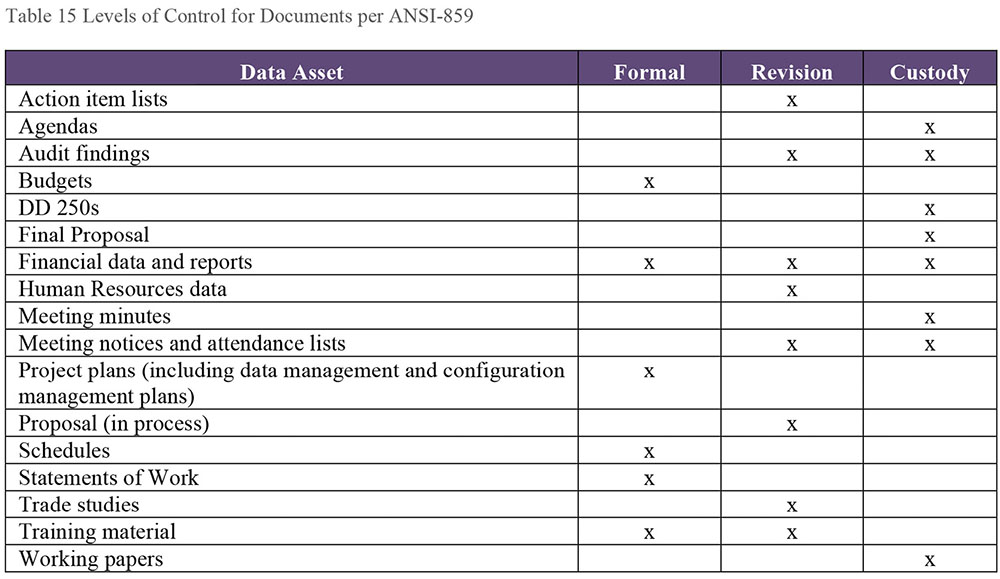 Table 15 Levels of Control for Documents per ANSI-859
Data Asset Formal Revision Custody
Action item lists x
Agendas x
Audit findings x x
Budgets x
DD 250s x
Final Proposal x
Financial data and reports x x x
Human Resources data x
Meeting minutes x
Meeting notices and attendance lists x x
Project plans (including data management and configuration x
management plans)
Proposal (in process) x
Schedules x
Statements of Work x
Trade studies x
Training material x x
Working papers x